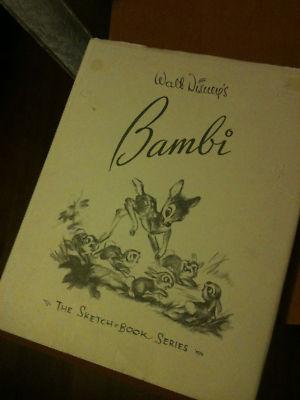 Walt Disney's
Bambi
THE SKETCH-BOOK SERIES